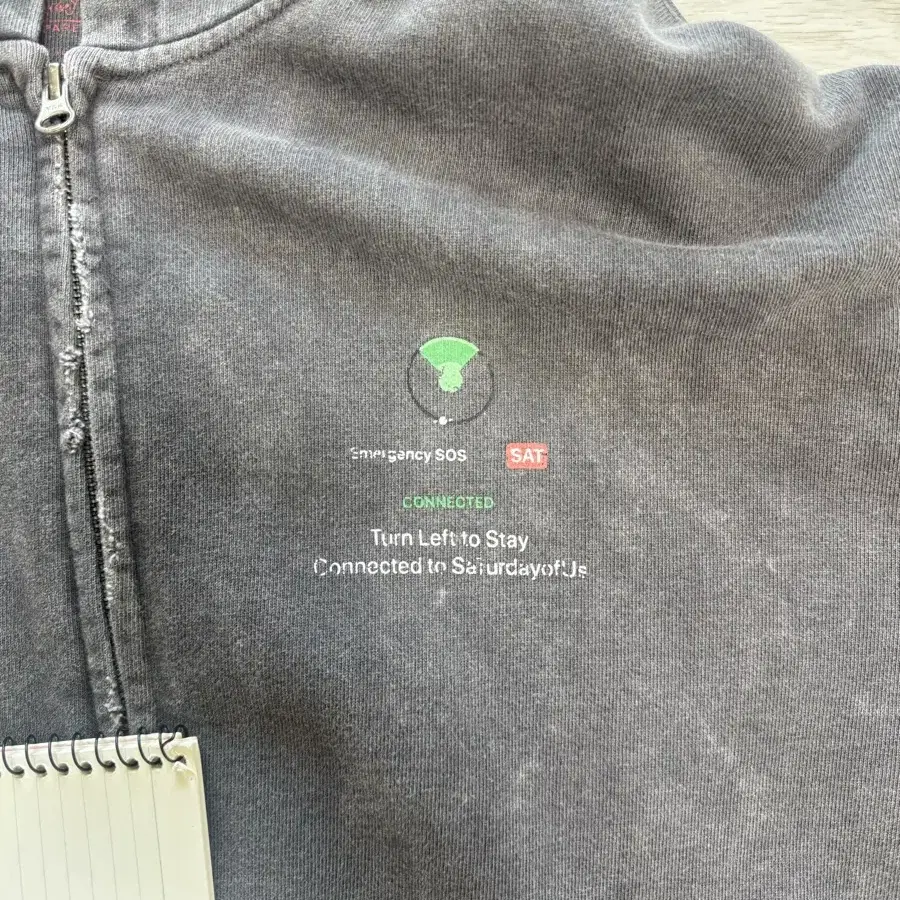 Emergency SOS SAT
CONNECTED
Turn Left to Stay
Connected to SaturdayofUs